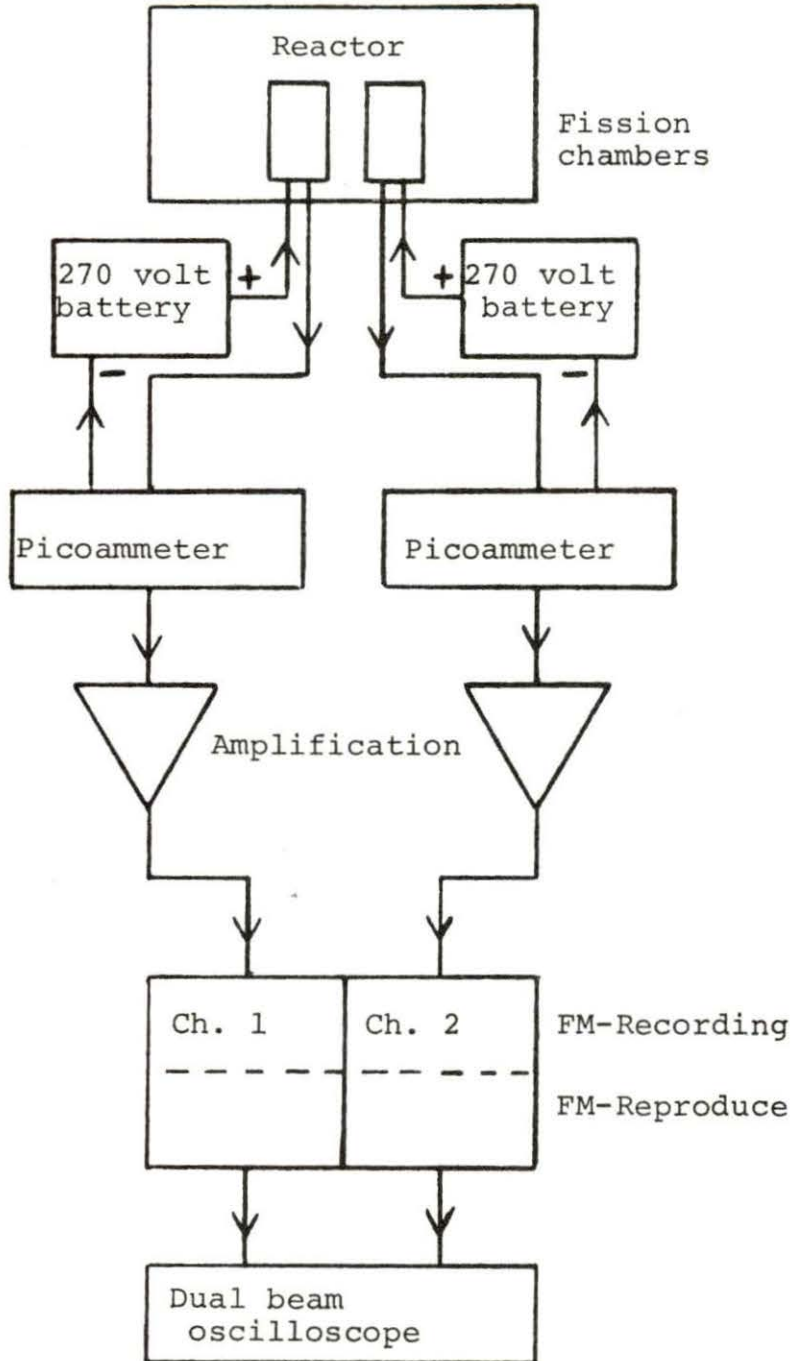 Reactor
Fission
chambers
270 volt
battery
+
+
270 volt
battery
-
-
Picoammeter
Picoammeter
Amplification
Ch. 1
Ch. 2
FM-Recording
FM-Reproduce
Dual beam
oscilloscope